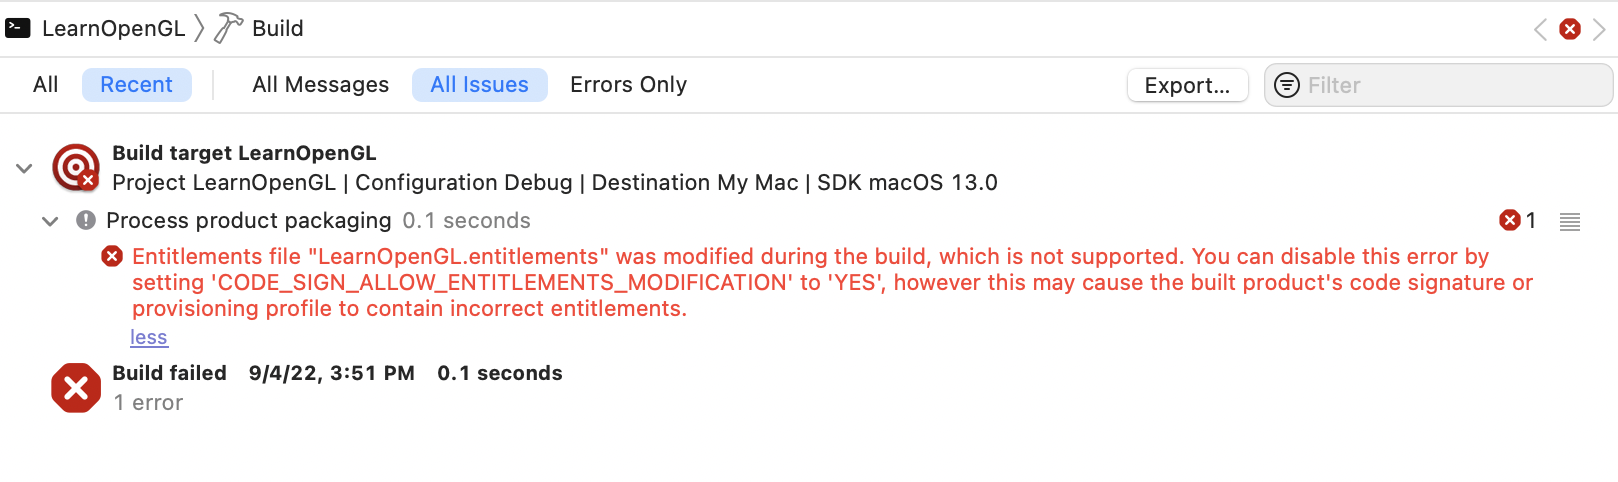 LearnOpenGL Build
All Recent All Messages All Issues Errors Only Export... Filter
Build target LearnOpenGL
Project LearnOpenGL | Configuration Debug | Destination My Mac | SDK macOS 13.0
Process product packaging 0.1 seconds 1
Entitlements file "LearnOpenGL.entitlements" was modified during the build, which is not supported. You can disable this error by
setting 'CODE_SIGN_ALLOW_ENTITLEMENTS_MODIFICATION' to 'YES', however this may cause the built product's code signature or
provisioning profile to contain incorrect entitlements.
less
Build failed 9/4/22, 3:51 PM 0.1 seconds
1 error